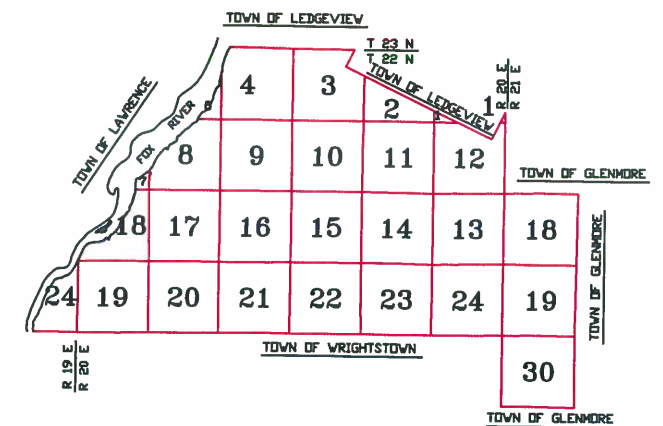 TOWN OF LEDGEVIEW
T 23 N
T 22 N
TOWN OF LEDGEVIEW
R 20 E
R 21 E
TOWN OF LAWRENCE
FOX RIVER
4 3 2 1 1
8 9 10 11 12
TOWN OF GLENMORE
7
18 17 16 15 14 13 18
TOWN OF GLENMORE
24 19 20 21 22 23 24 19
R 19 E
R 20 E
TOWN OF WRIGHTSTOWN
30
TOWN OF GLENMORE